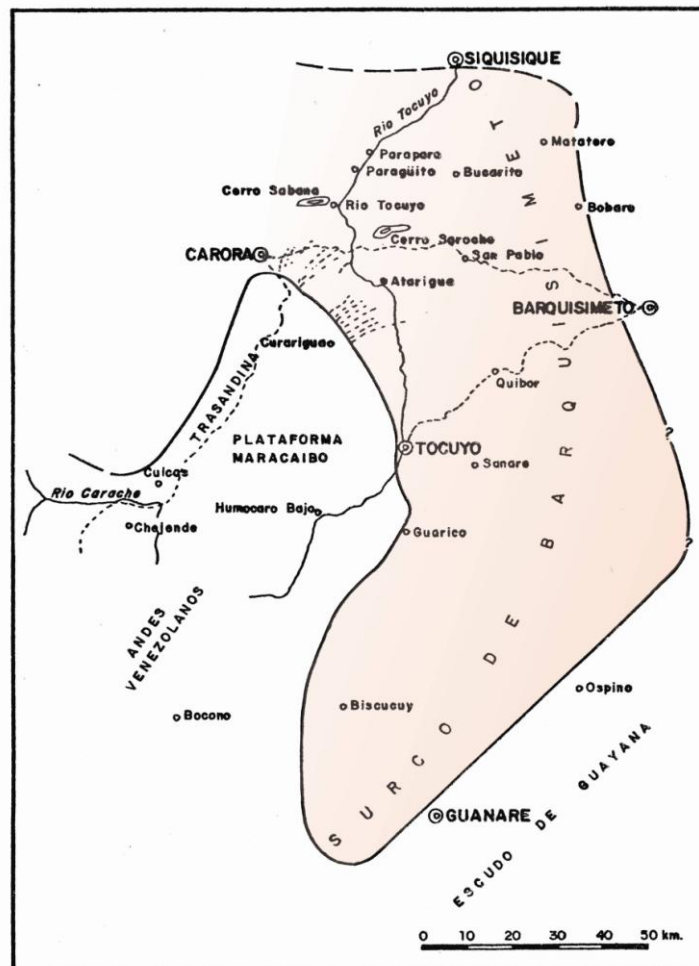 SIQUISIQUE
Rio Tocuyo
Matatere
Parapara
Paragüito
Bucarito
Cerro Sabana
Rio Tocuyo
Bobare
CARORA
Cerro Saroche
San Pablo
Atarigua
BARQUISIMETO
Curarigua
TRASANDINA
Quibor
PLATAFORMA
MARACAIBO
TOCUYO
Sanare
Cuicas
Rio Carache
Humocaro Bajo
Chejende
Guarico
?
?
ANDES
VENEZOLANOS
Biscucuy
Bocono
Ospino
SURCO DE BARQUISIMETO
GUANARE
ESCUDO DE GUAYANA
0 10 20 30 40 50 km.